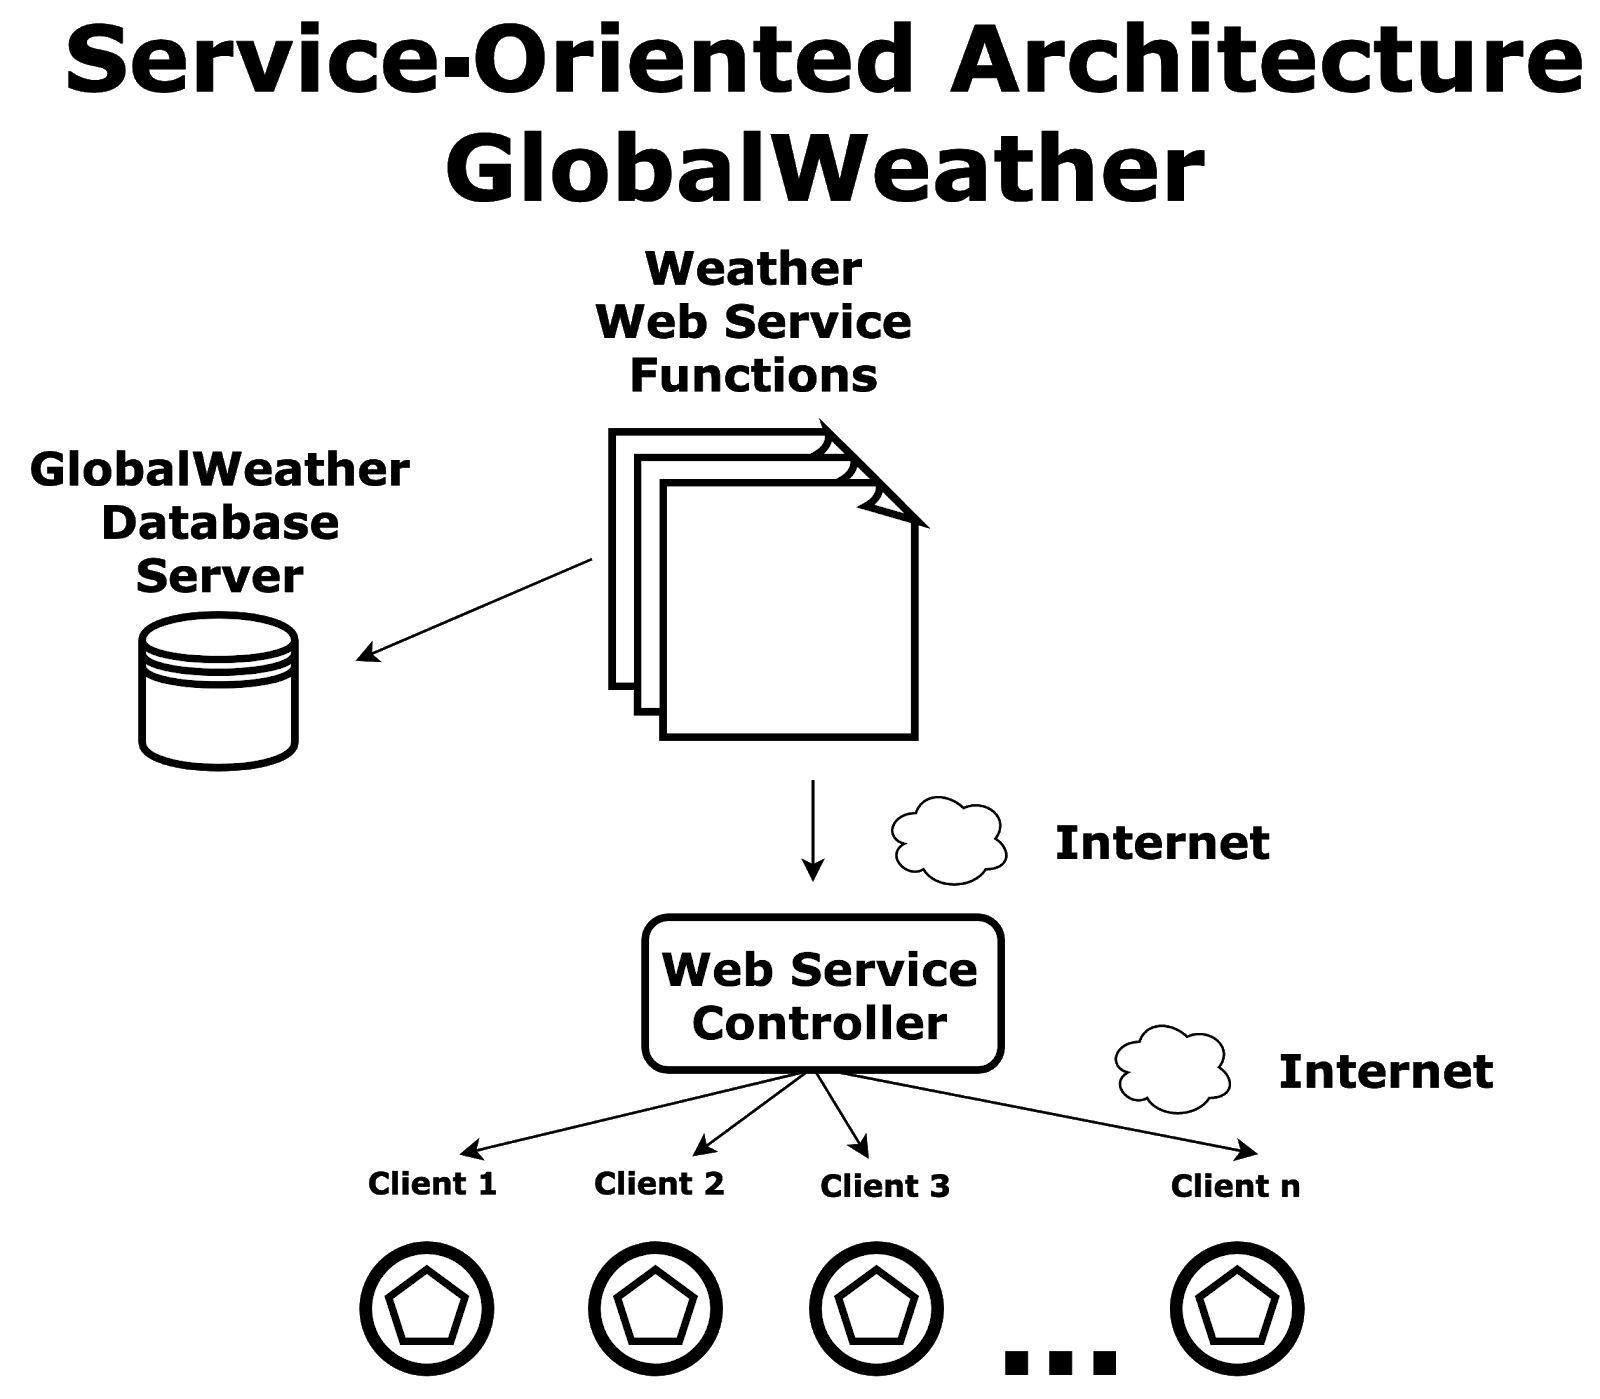 Service-Oriented Architecture
GlobalWeather
Weather
Web Service
Functions
GlobalWeather
Database
Server
Internet
Web Service
Controller
Internet
Client 1
Client 2
Client 3
Client n
...